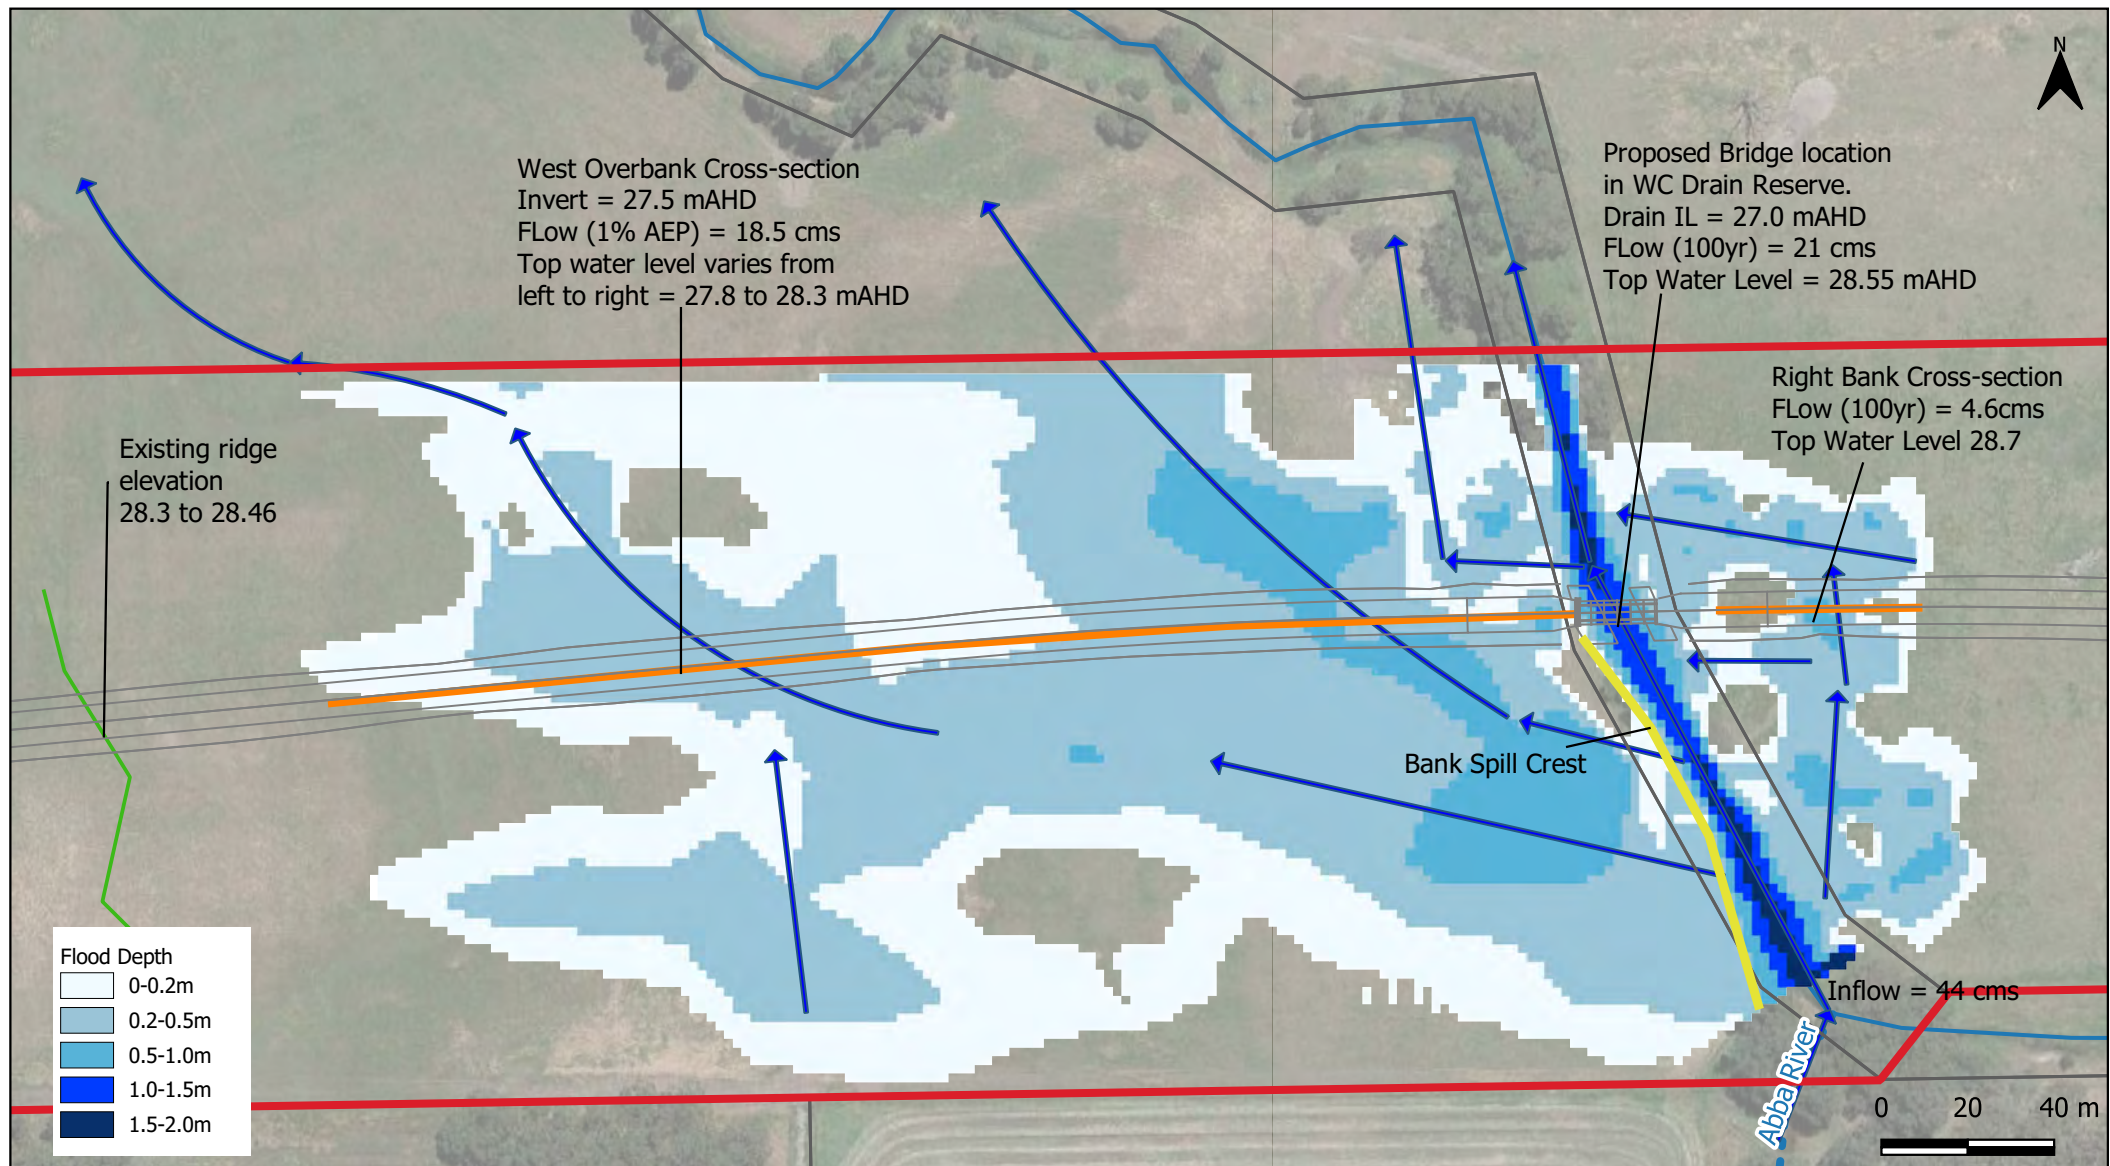 N
West Overbank Cross-section
Invert = 27.5 mAHD
FLow (1% AEP) = 18.5 cms
Top water level varies from
left to right = 27.8 to 28.3 mAHD
Proposed Bridge location
in WC Drain Reserve.
Drain IL = 27.0 mAHD
FLow (100yr) = 21 cms
Top Water Level = 28.55 mAHD
Right Bank Cross-section
FLow (100yr) = 4.6cms
Top Water Level 28.7
Existing ridge
elevation
28.3 to 28.46
Bank Spill Crest
Inflow = 44 cms
Abba River
Flood Depth
0-0.2m
0.2-0.5m
0.5-1.0m
1.0-1.5m
1.5-2.0m
0 20 40 m